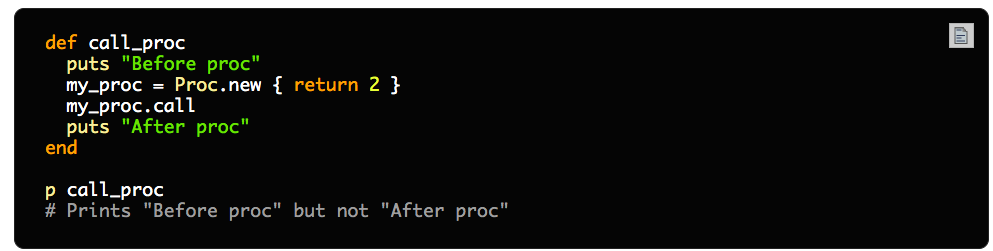 def call_proc
  puts "Before proc"
  my_proc = Proc.new { return 2 }
  my_proc.call
  puts "After proc"
end

p call_proc
# Prints "Before proc" but not "After proc"